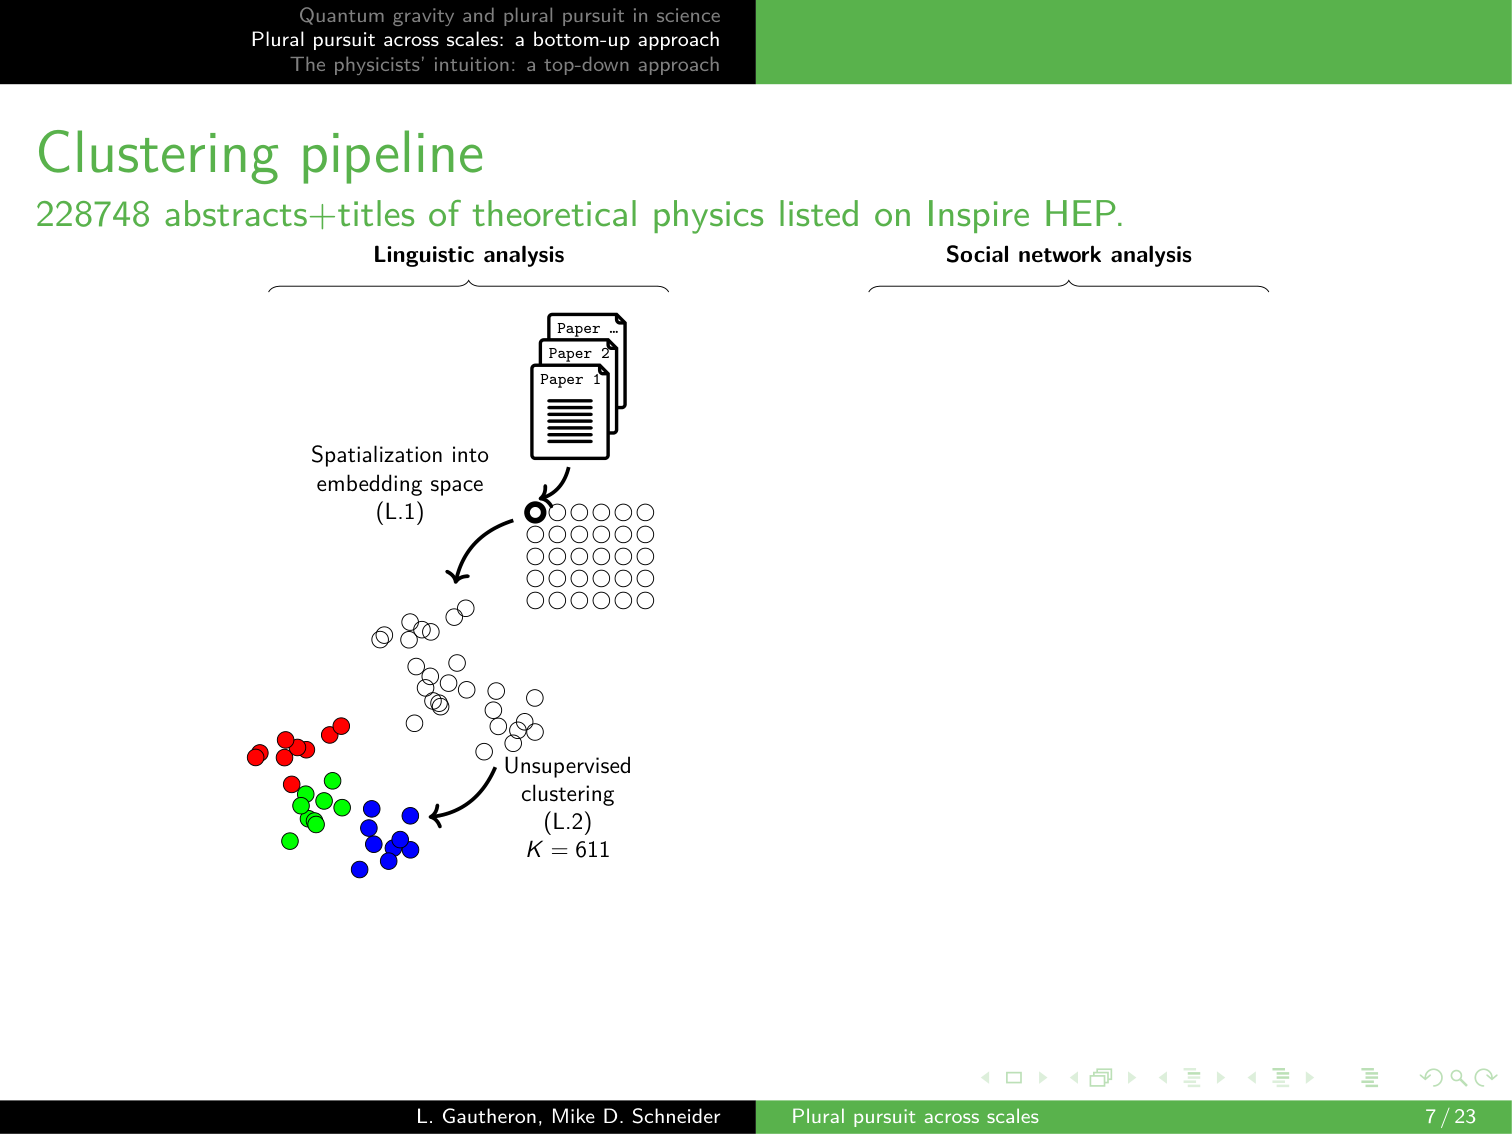 Quantum gravity and plural pursuit in science
Plural pursuit across scales: a bottom-up approach
The physicists' intuition: a top-down approach
Clustering pipeline
228748 abstracts+titles of theoretical physics listed on Inspire HEP.
Linguistic analysis
Social network analysis
Paper …
Paper 2
Paper 1
Spatialization into
embedding space
(L.1)
Unsupervised
clustering
(L.2)
K = 611
L. Gautheron, Mike D. Schneider
Plural pursuit across scales
7 / 23